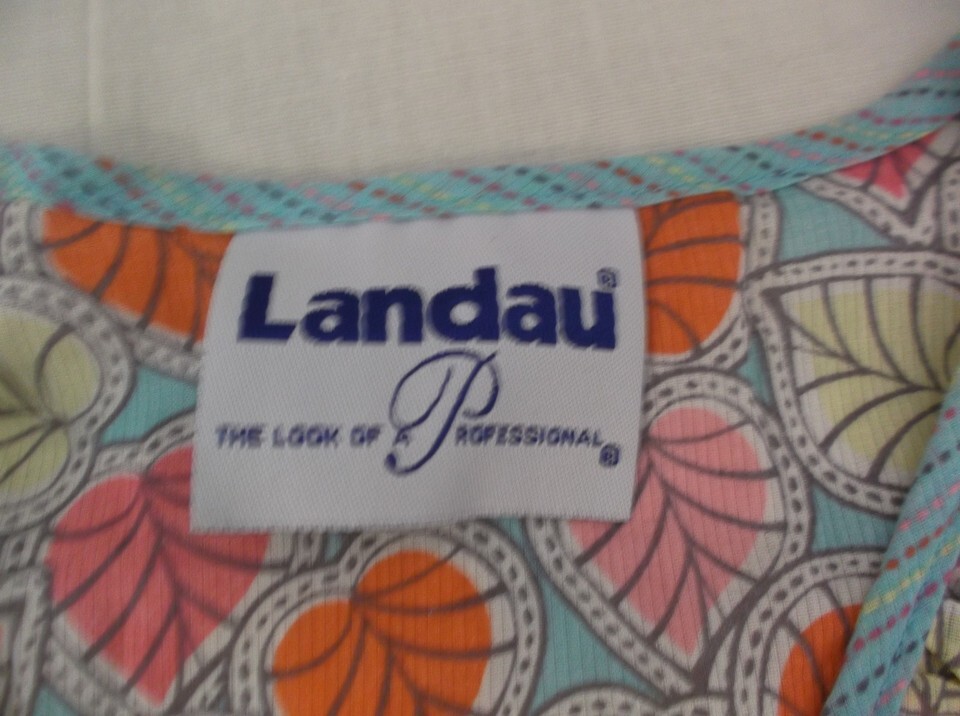 Landau®
THE LOOK OF A PROFESSIONAL®